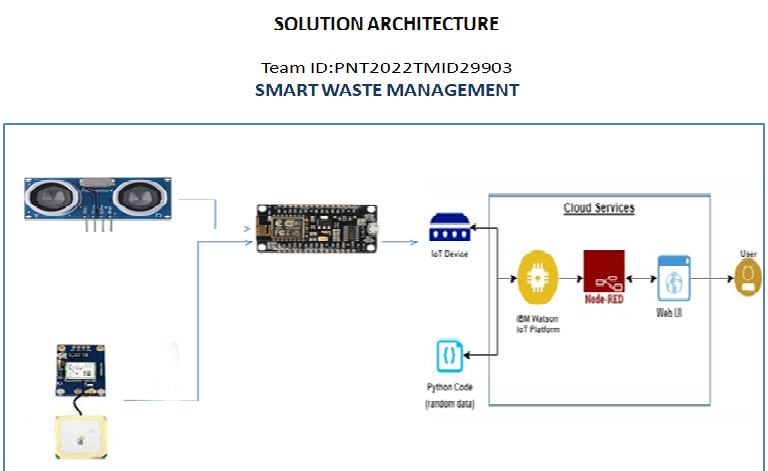 SOLUTION ARCHITECTURE
Team ID:PNT2022TMID29903
SMART WASTE MANAGEMENT
Cloud Services
IoT Device
User
IBM Watson
IoT Platform
Node-RED
Web UI
Python Code
(random data)